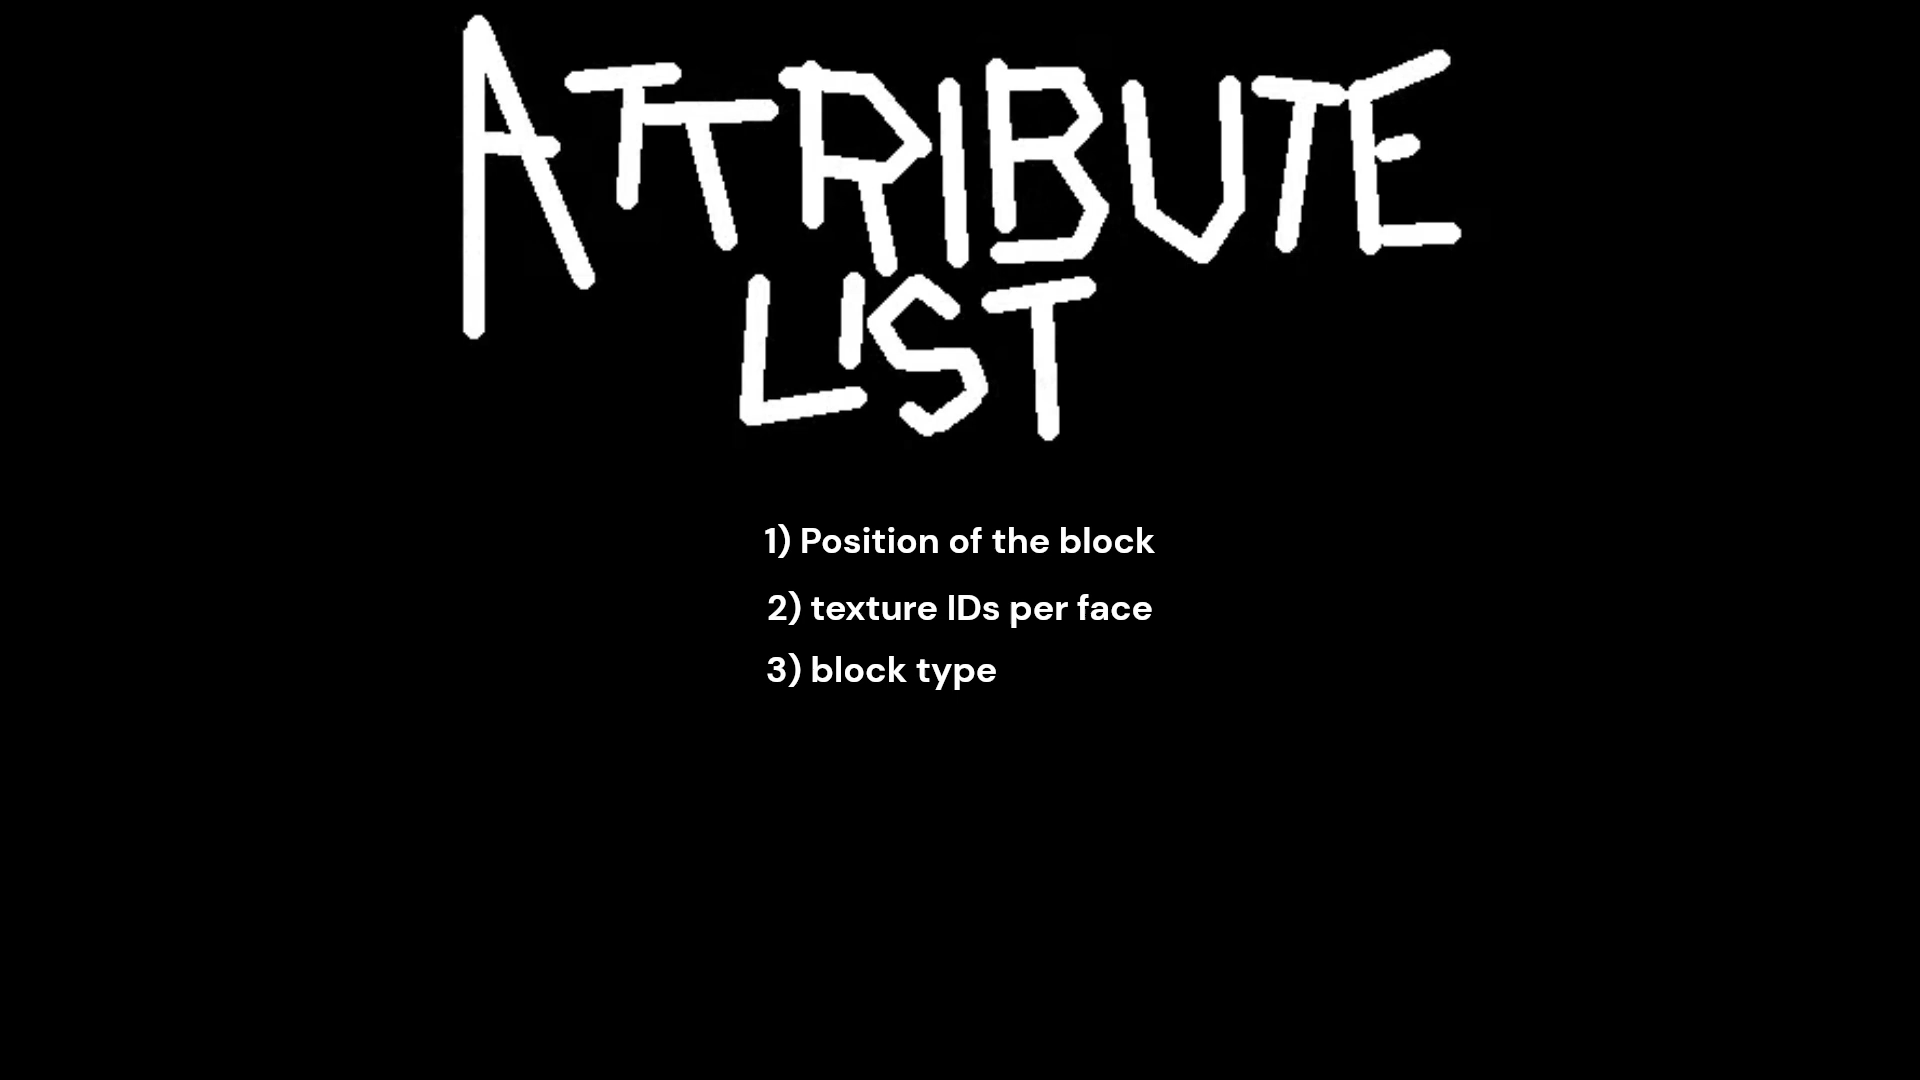 ATTRIBUTE
LIST
1) Position of the block
2) texture IDs per face
3) block type